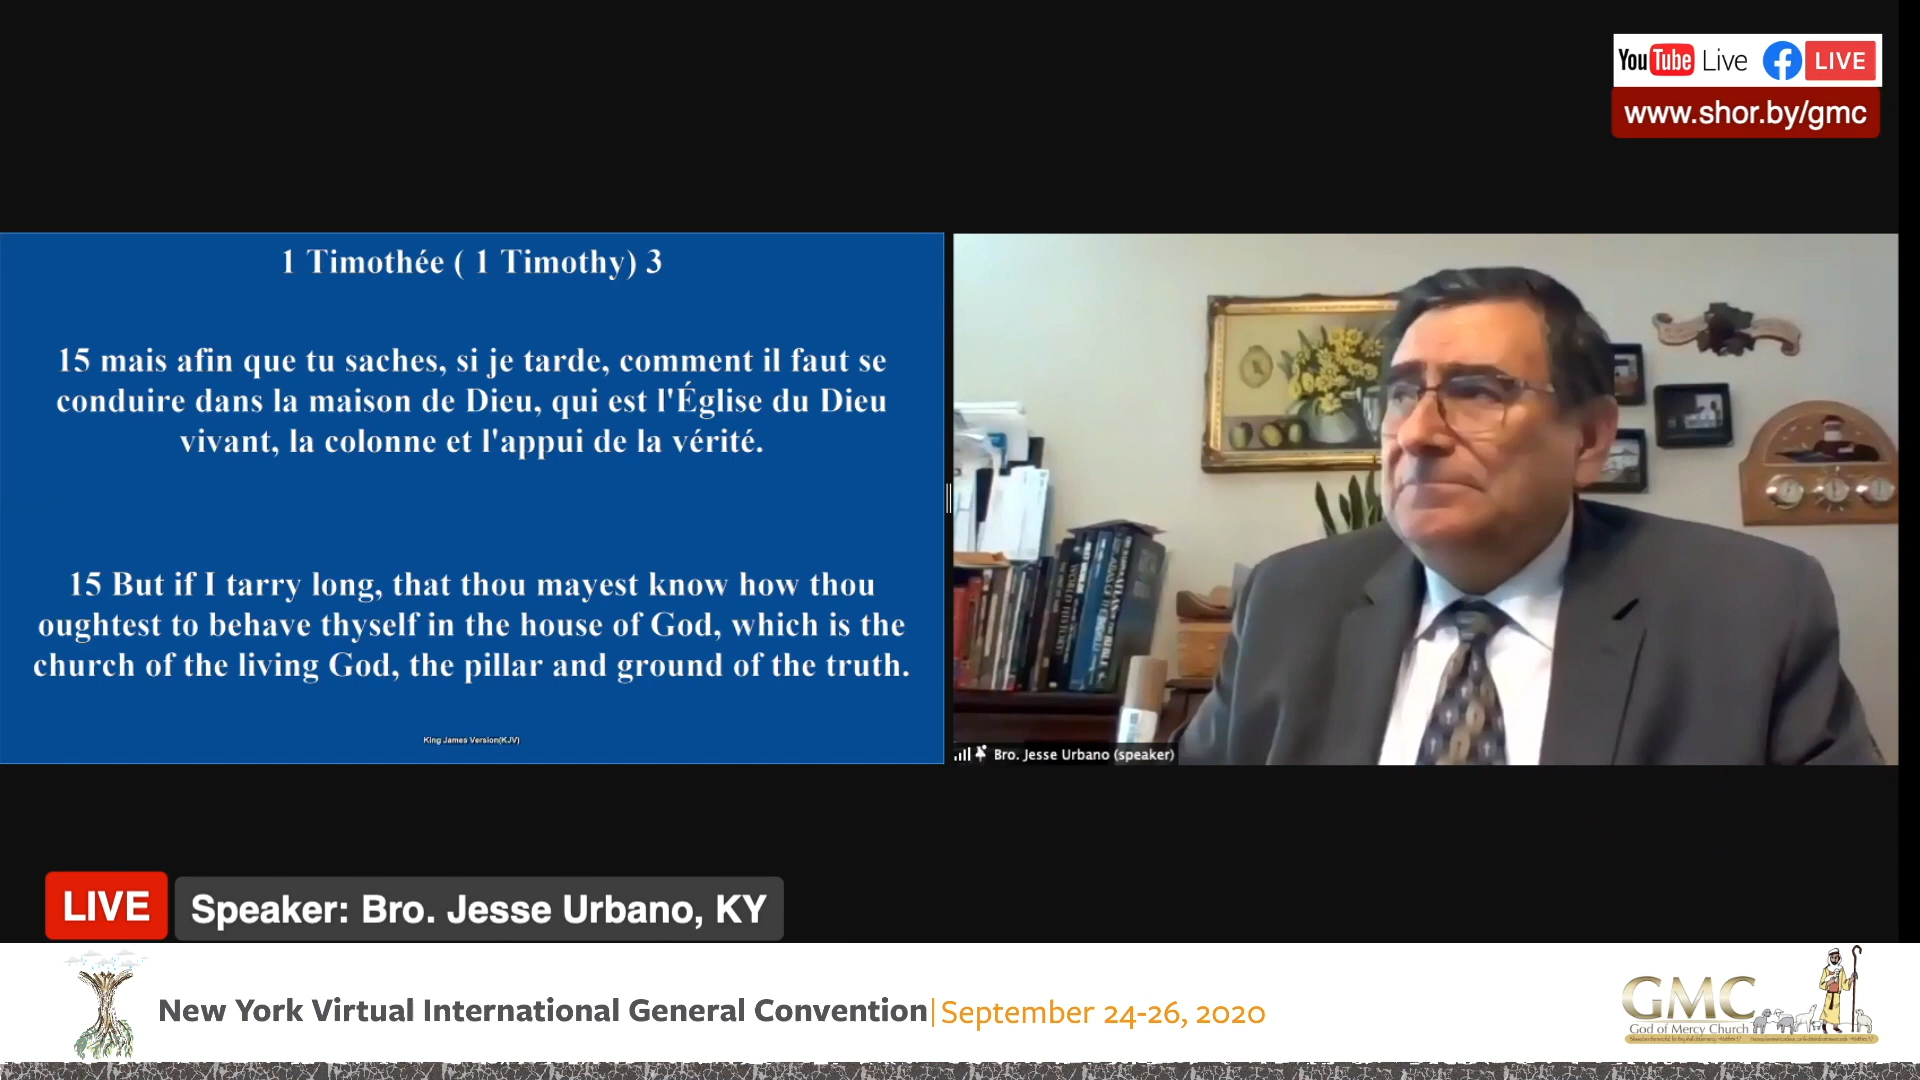 YouTube Live LIVE
www.shor.by/gmc
1 Timothée ( 1 Timothy) 3
15 mais afin que tu saches, si je tarde, comment il faut se
conduire dans la maison de Dieu, qui est l'Église du Dieu
vivant, la colonne et l'appui de la vérité.
15 But if I tarry long, that thou mayest know how thou
oughtest to behave thyself in the house of God, which is the
church of the living God, the pillar and ground of the truth.
King James Version(KJV)
Bro. Jesse Urbano (speaker)
LIVE Speaker: Bro. Jesse Urbano, KY
New York Virtual International General Convention| September 24-26, 2020
GMC
God of Mercy Church